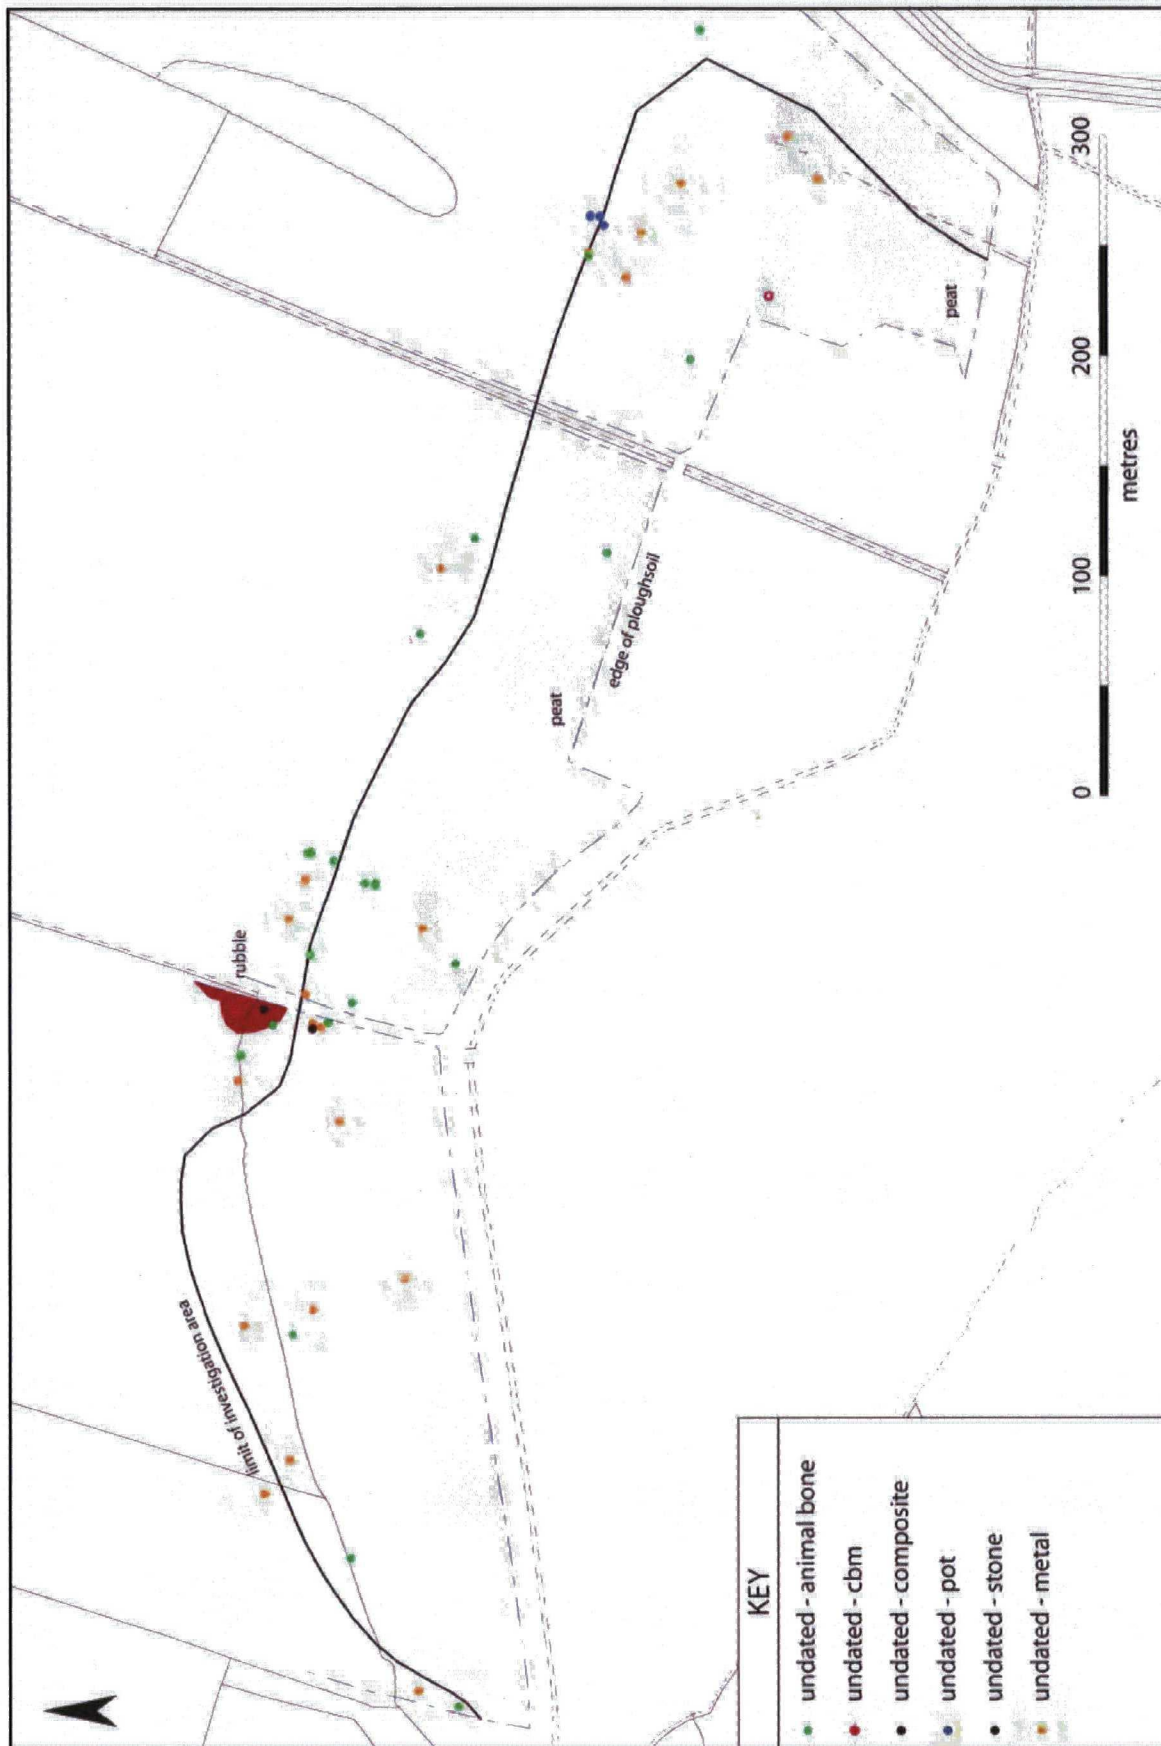 limit of investigation area
rubble
peat
edge of ploughsoil
peat
0 100 200 300
metres
KEY
undated - animal bone
undated - cbm
undated - composite
undated - pot
undated - stone
undated - metal